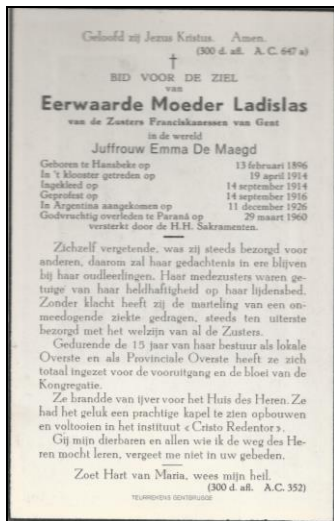 Geloofd zij Jezus Kristus. Amen.
(300 d. afl. A.C. 647 a)
†
BID VOOR DE ZIEL
van
Eerwaarde Moeder Ladislas
van de Zusters Franciskanessen van Gent
in de wereld
Juffrouw Emma De Maegd
Geboren te Hansbeke op 13 februari 1896
In 't klooster getreden op 19 april 1914
Ingekleed op 14 september 1914
Geprofest op 14 september 1916
In Argentina aangekomen op 11 december 1926
Godvruchtig overleden te Paraná op 29 maart 1960
versterkt door de H.H. Sakramenten.
Zichzelf vergetende, was zij steeds bezorgd voor
anderen, daarom zal haar gedachtenis in ere blijven
bij haar oudleerlingen. Haar medezusters waren ge-
tuige van haar heldhaftigheid op haar lijdensbed.
Zonder klacht heeft zij de marteling van een on-
meedogende ziekte gedragen, steeds ten uiterste
bezorgd met het welzijn van al de Zusters.
Gedurende de 15 jaar van haar bestuur als lokale
Overste en als Provinciale Overste heeft ze zich
totaal ingezet voor de vooruitgang en de bloei van de
Kongregatie.
Ze brandde van ijver voor het Huis des Heren. Ze
had het geluk een prachtige kapel te zien opbouwen
en voltooien in het instituut « Cristo Redentor ».
Gij mijn dierbaren en allen wie ik de weg des He-
ren mocht leren, vergeet me niet in uw gebeden.
Zoet Hart van Maria, wees mijn heil.
(300 d. afl. A.C. 352)
TEURREKENS GENTBRUGGE